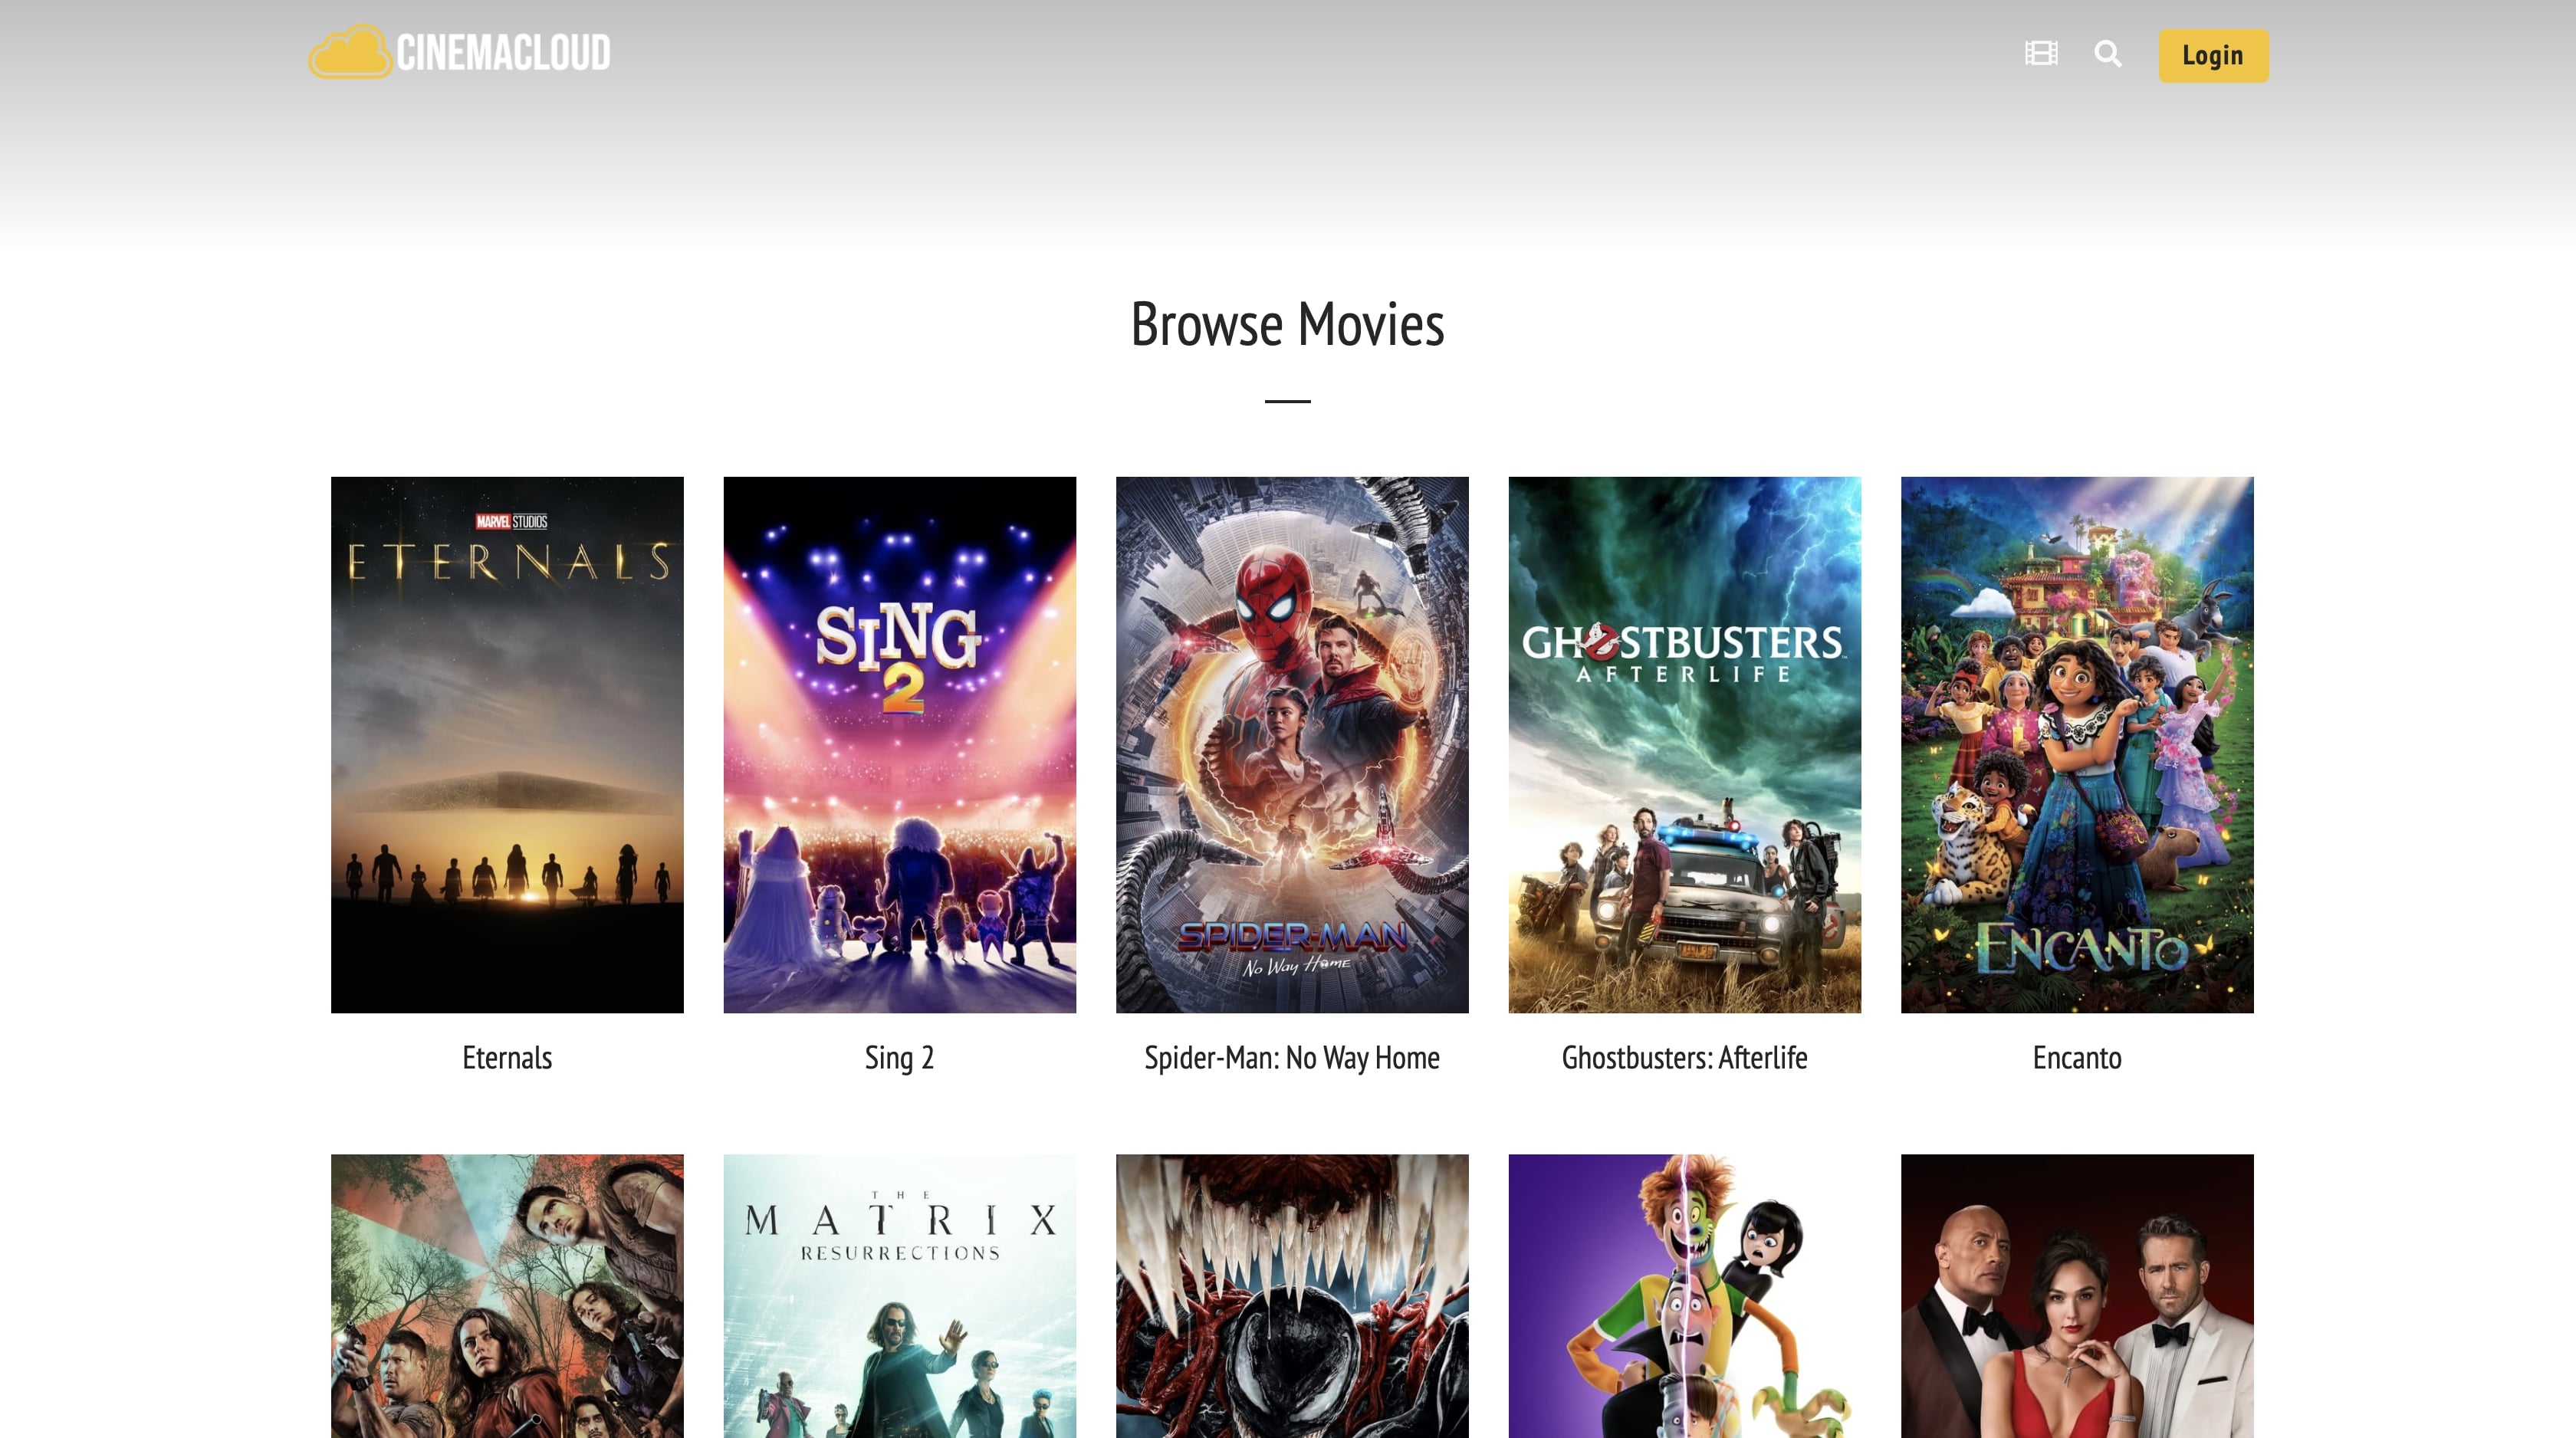 CINEMACLOUD
Login
Browse Movies
MARVEL STUDIOS
ETERNALS
SING
2
SPIDER-MAN
No Way Home
GHOSTBUSTERS
AFTERLIFE
ENCANTO
Eternals
Sing 2
Spider-Man: No Way Home
Ghostbusters: Afterlife
Encanto
THE
MATRIX
RESURRECTIONS